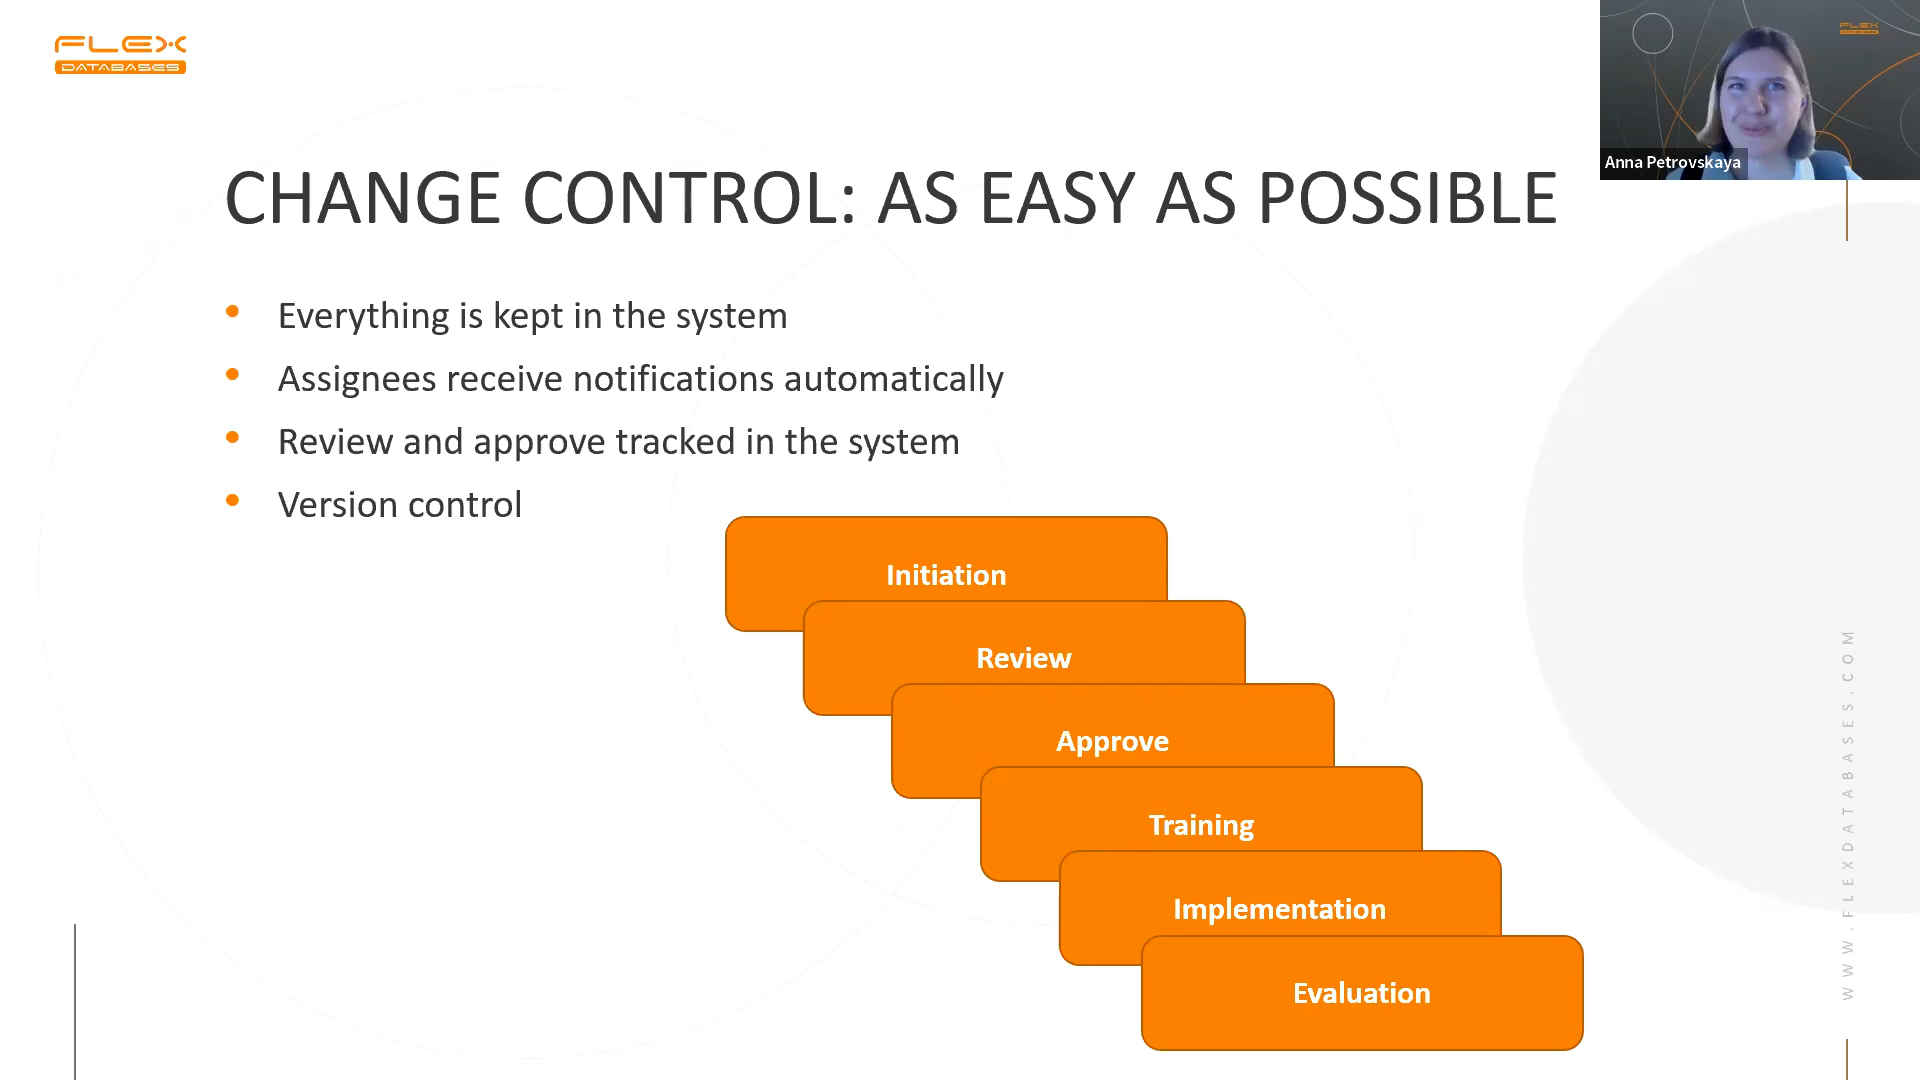 FLEX
DATABASES
Anna Petrovskaya
CHANGE CONTROL: AS EASY AS POSSIBLE
• Everything is kept in the system
• Assignees receive notifications automatically
• Review and approve tracked in the system
• Version control
Initiation
Review
Approve
Training
Implementation
Evaluation
WWW.FLEXDATABASES.COM